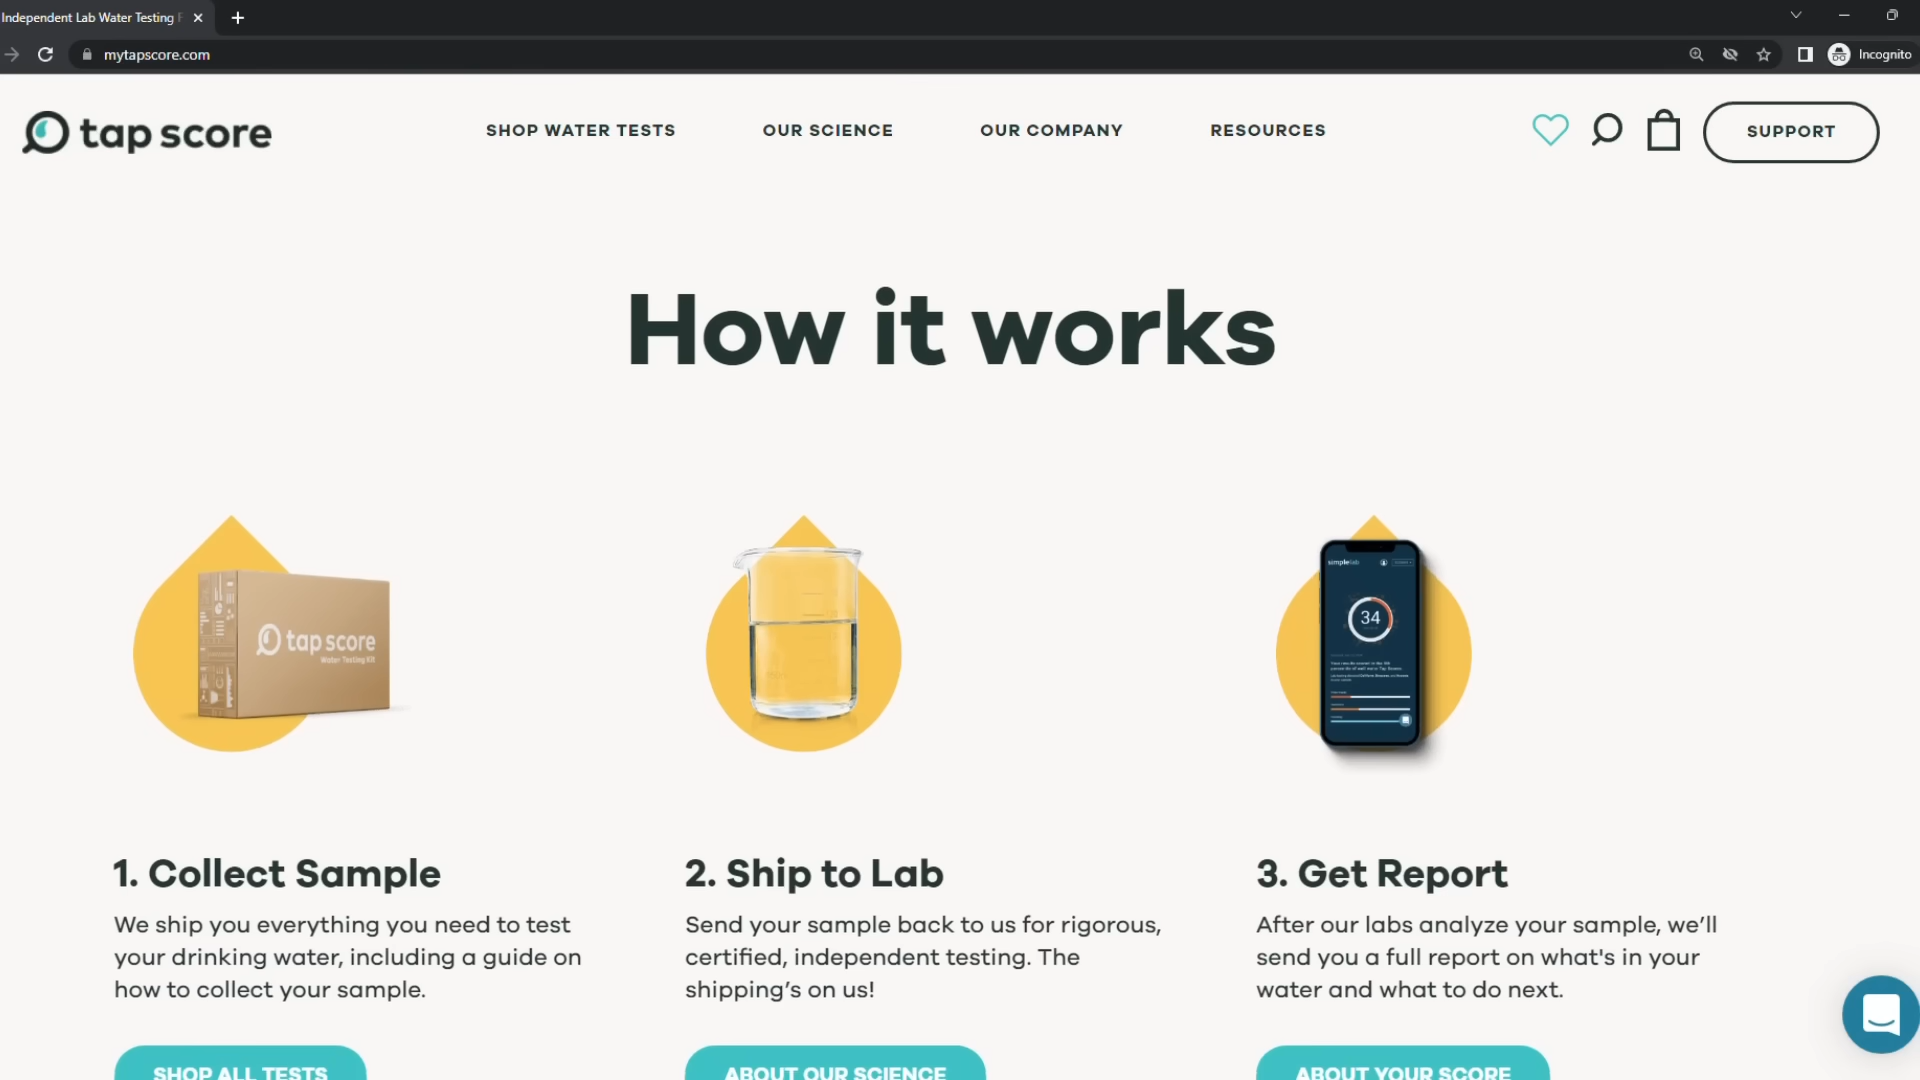 Independent Lab Water Testing
mytapscore.com
Incognito
tap score
SHOP WATER TESTS
OUR SCIENCE
OUR COMPANY
RESOURCES
SUPPORT
How it works
tap score
Water Testing Kit
simplelab
34
1. Collect Sample
We ship you everything you need to test
your drinking water, including a guide on
how to collect your sample.
SHOP ALL TESTS
2. Ship to Lab
Send your sample back to us for rigorous,
certified, independent testing. The
shipping’s on us!
ABOUT OUR SCIENCE
3. Get Report
After our labs analyze your sample, we’ll
send you a full report on what's in your
water and what to do next.
ABOUT YOUR SCORE